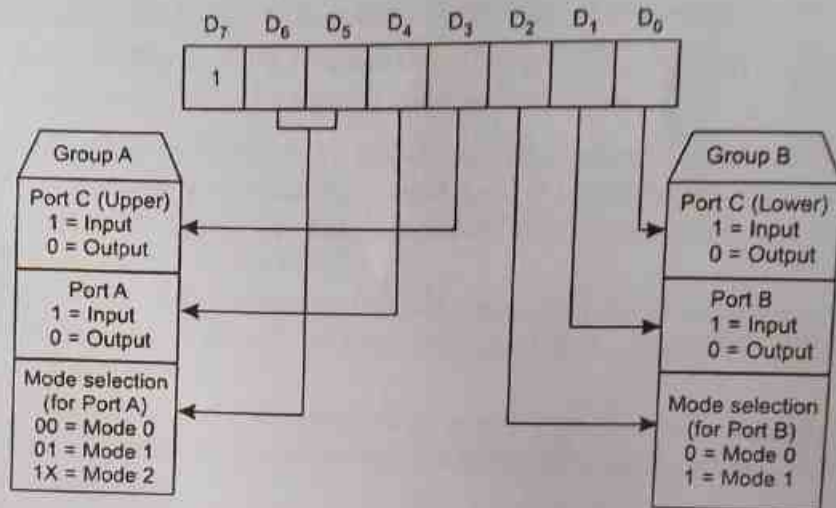 D7 D6 D5 D4 D3 D2 D1 D0
1
Group A
Port C (Upper)
1 = Input
0 = Output
Port A
1 = Input
0 = Output
Mode selection
(for Port A)
00 = Mode 0
01 = Mode 1
1X = Mode 2
Group B
Port C (Lower)
1 = Input
0 = Output
Port B
1 = Input
0 = Output
Mode selection
(for Port B)
0 = Mode 0
1 = Mode 1